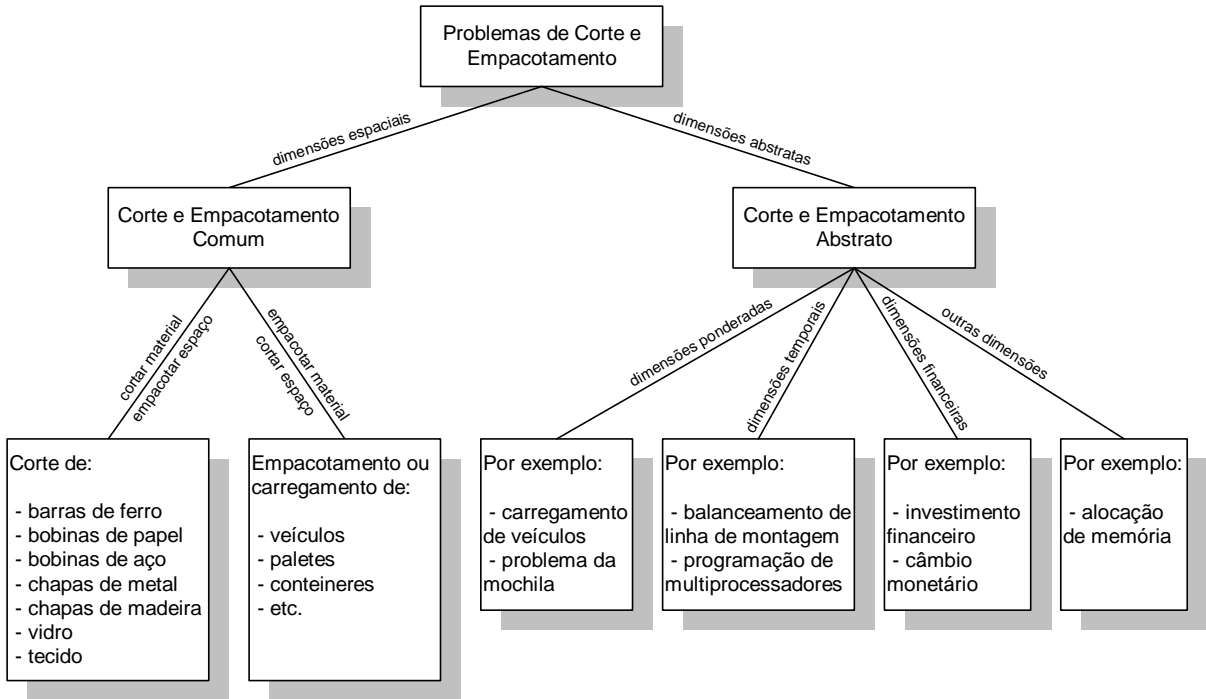 Problemas de Corte e
Empacotamento
dimensões espaciais
dimensões abstratas
Corte e Empacotamento
Comum
Corte e Empacotamento
Abstrato
cortar material
empacotar espaço
empacotar material
cortar espaço
dimensões ponderadas
dimensões temporais
dimensões financeiras
outras dimensões
Corte de:
- barras de ferro
- bobinas de papel
- bobinas de aço
- chapas de metal
- chapas de madeira
- vidro
- tecido
Empacotamento ou
carregamento de:
- veículos
- paletes
- conteineres
- etc.
Por exemplo:
- carregamento
de veículos
- problema da
mochila
Por exemplo:
- balanceamento de
linha de montagem
- programação de
multiprocessadores
Por exemplo:
- investimento
financeiro
- câmbio
monetário
Por exemplo:
- alocação
de memória